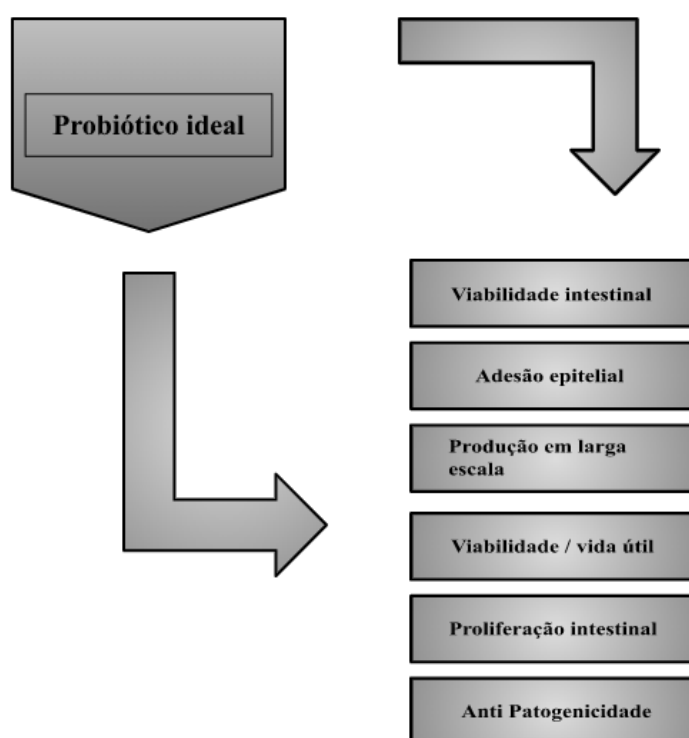 Probiótico ideal
Viabilidade intestinal
Adesão epitelial
Produção em larga
escala
Viabilidade / vida útil
Proliferação intestinal
Anti Patogenicidade